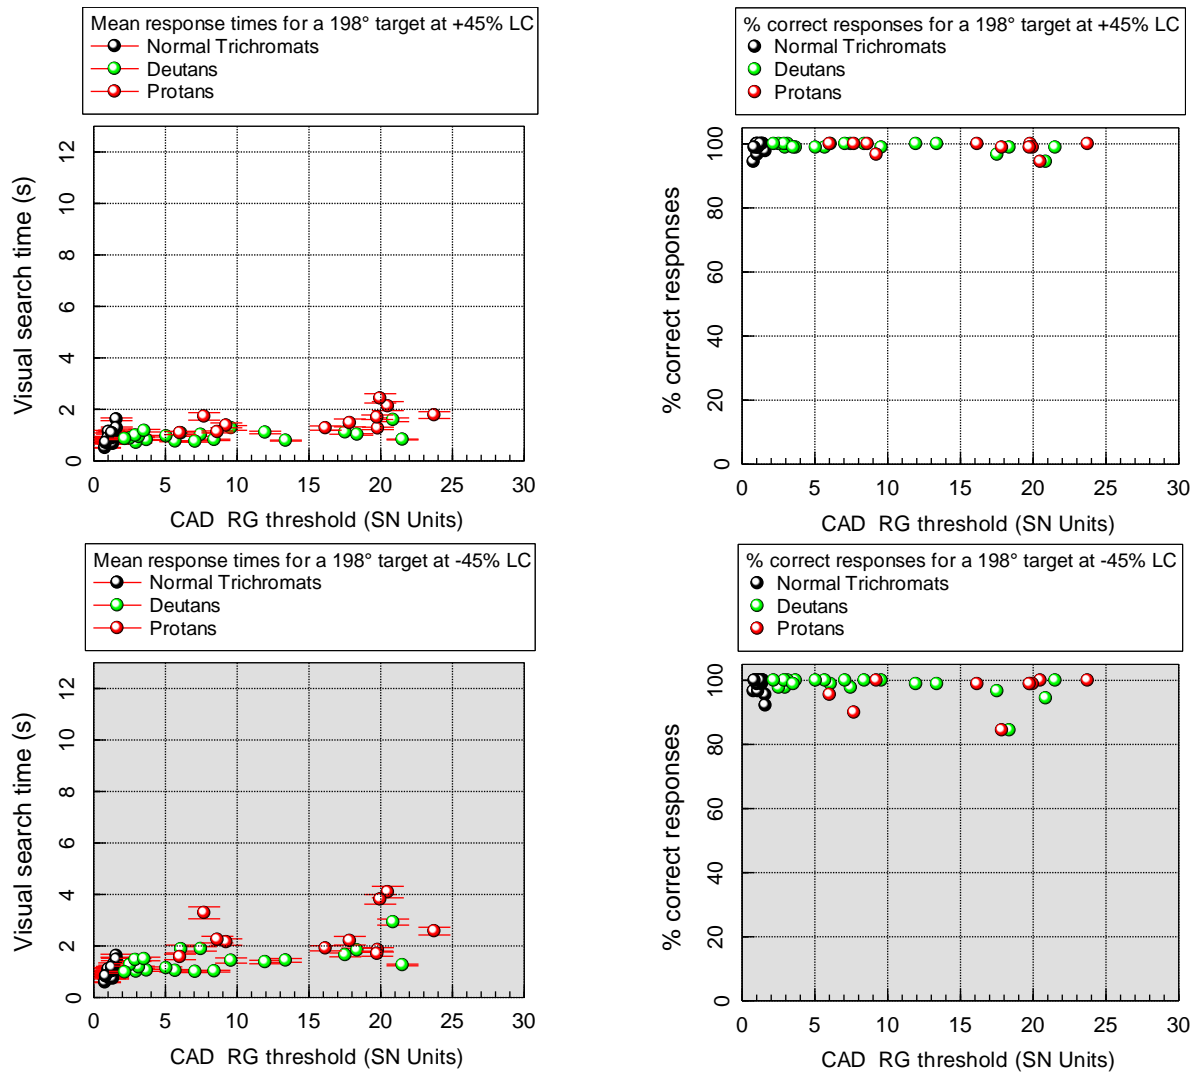 Mean response times for a 198° target at +45% LC
Normal Trichromats
Deutans
Protans
Visual search time (s)
12
10
8
6
4
2
0
0 5 10 15 20 25 30
CAD RG threshold (SN Units)
% correct responses for a 198° target at +45% LC
Normal Trichromats
Deutans
Protans
% correct responses
100
80
60
40
20
0
0 5 10 15 20 25 30
CAD RG threshold (SN Units)
Mean response times for a 198° target at -45% LC
Normal Trichromats
Deutans
Protans
Visual search time (s)
12
10
8
6
4
2
0
0 5 10 15 20 25 30
CAD RG threshold (SN Units)
% correct responses for a 198° target at -45% LC
Normal Trichromats
Deutans
Protans
% correct responses
100
80
60
40
20
0
0 5 10 15 20 25 30
CAD RG threshold (SN Units)